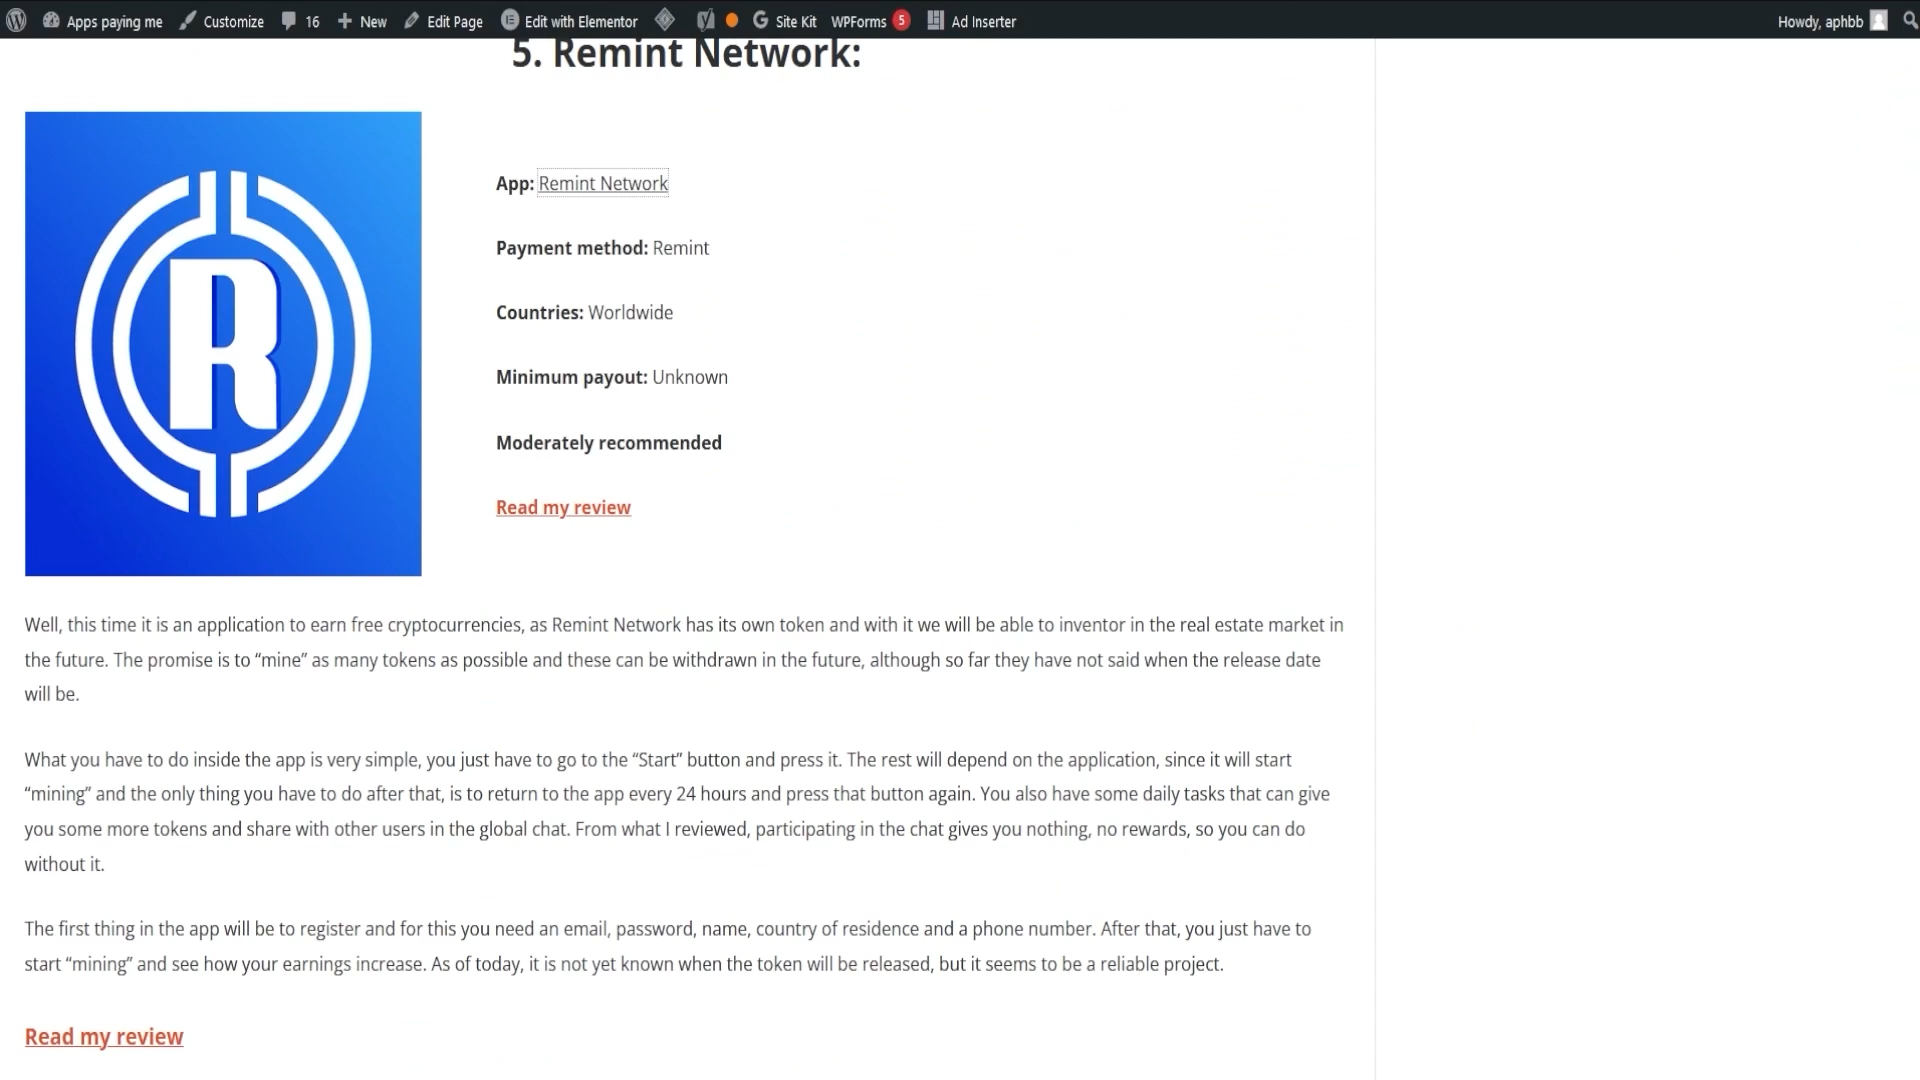 Apps paying me Customize 16 New Edit Page Edit with Elementor Site Kit WPForms 5 Ad Inserter Howdy, aphbb
5. Remint Network:
R
App: Remint Network
Payment method: Remint
Countries: Worldwide
Minimum payout: Unknown
Moderately recommended
Read my review
Well, this time it is an application to earn free cryptocurrencies, as Remint Network has its own token and with it we will be able to inventor in the real estate market in
the future. The promise is to “mine” as many tokens as possible and these can be withdrawn in the future, although so far they have not said when the release date
will be.
What you have to do inside the app is very simple, you just have to go to the “Start” button and press it. The rest will depend on the application, since it will start
“mining” and the only thing you have to do after that, is to return to the app every 24 hours and press that button again. You also have some daily tasks that can give
you some more tokens and share with other users in the global chat. From what I reviewed, participating in the chat gives you nothing, no rewards, so you can do
without it.
The first thing in the app will be to register and for this you need an email, password, name, country of residence and a phone number. After that, you just have to
start “mining” and see how your earnings increase. As of today, it is not yet known when the token will be released, but it seems to be a reliable project.
Read my review